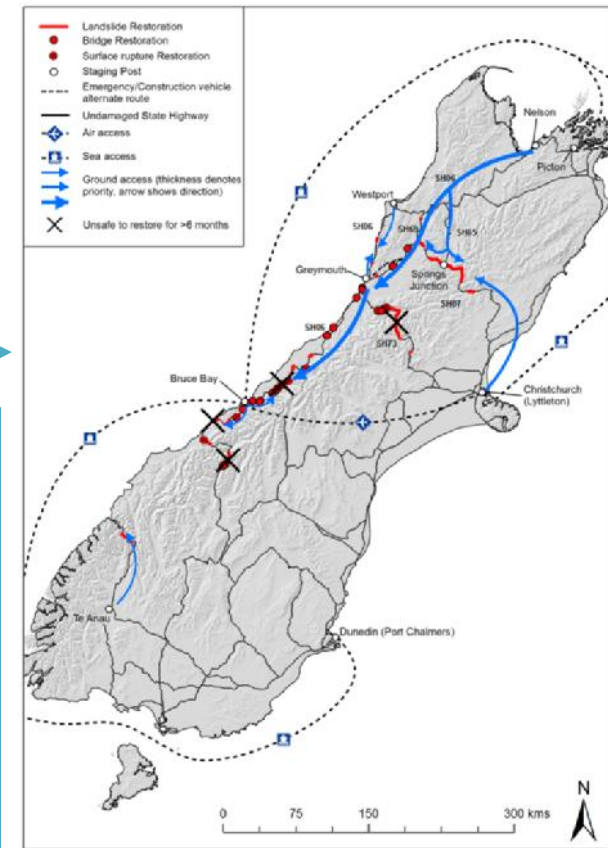 Landslide Restoration
Bridge Restoration
Surface rupture Restoration
Staging Post
Emergency/Construction vehicle
alternate route
Undamaged State Highway
Air access
Sea access
Ground access (thickness denotes
priority, arrow shows direction)
Unsafe to restore for >6 months
Nelson
Picton
SH06
Westport
SH06
SH69
SH65
Greymouth
Springs
Junction
SH07
SH73
SH06
Bruce Bay
Christchurch
(Lyttleton)
Te Anau
Dunedin (Port Chalmers)
N
0 75 150 300 kms